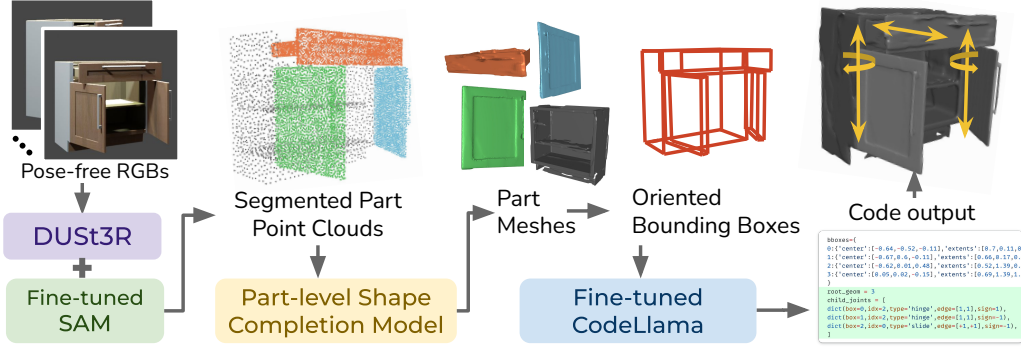 Pose-free RGBs
DUSt3R
Fine-tuned
SAM
Segmented Part
Point Clouds
Part-level Shape
Completion Model
Part
Meshes
Oriented
Bounding Boxes
Fine-tuned
CodeLlama
Code output
bboxes={
0:{'center':[-0.64,-0.52,-0.11],'extents':[0.7,0.11,0
1:{'center':[-0.67,0.6,-0.11],'extents':[0.66,0.17,0.
2:{'center':[-0.62,0.01,0.48],'extents':[0.52,1.39,0.
3:{'center':[0.05,0.02,-0.15],'extents':[0.69,1.39,1.
}
root_geom = 3
child_joints = [
dict(box=0,idx=2,type='hinge',edge=[1,1],sign=1),
dict(box=1,idx=2,type='hinge',edge=[1,1],sign=-1),
dict(box=2,idx=0,type='slide',edge=[+1,+1],sign=-1),
]